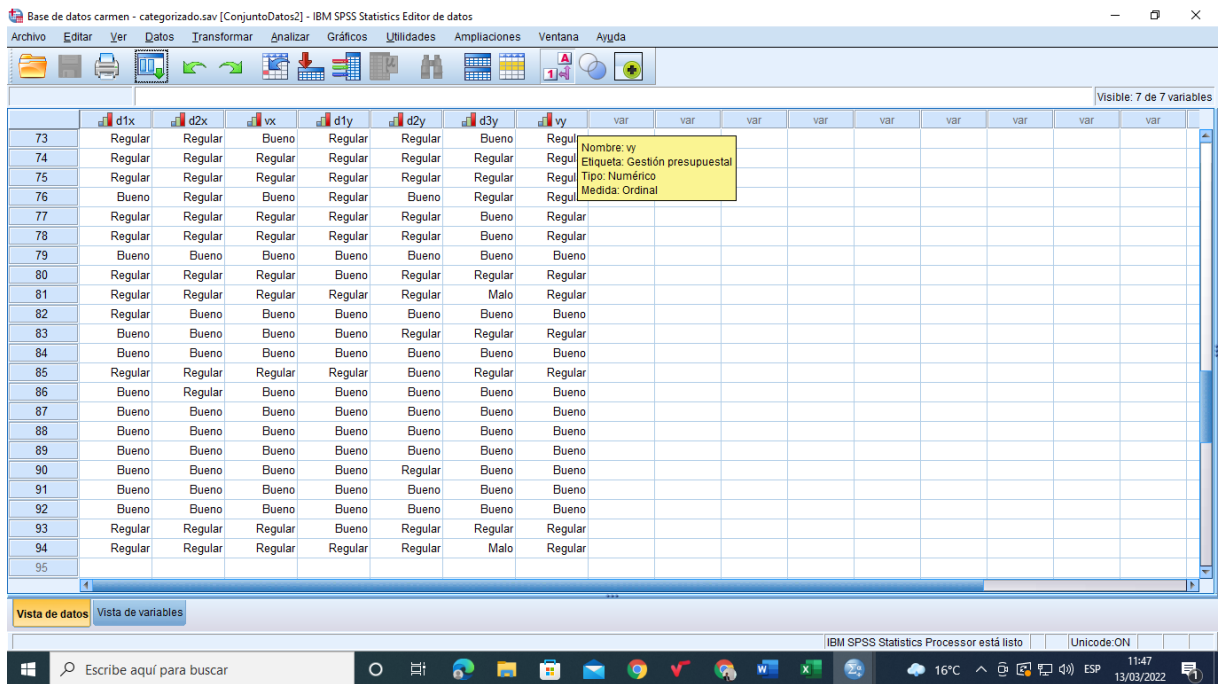 Base de datos carmen - categorizado.sav [ConjuntoDatos2] - IBM SPSS Statistics Editor de datos
Archivo Editar Ver Datos Transformar Analizar Gráficos Utilidades Ampliaciones Ventana Ayuda
Visible: 7 de 7 variables
d1x d2x vx d1y d2y d3y vy var var var var var var var var
73 Regular Regular Bueno Regular Regular Bueno Regul
74 Regular Regular Regular Regular Regular Regular Regul
75 Regular Regular Regular Regular Regular Regular Regul
76 Bueno Regular Regular Regular Bueno Regular Regul
Nombre: vy
Etiqueta: Gestión presupuestal
Tipo: Numérico
Medida: Ordinal
77 Regular Regular Regular Regular Regular Bueno Regular
78 Regular Regular Regular Regular Regular Bueno Regular
79 Bueno Bueno Bueno Bueno Bueno Bueno Bueno
80 Regular Regular Regular Bueno Regular Regular Regular
81 Regular Regular Regular Regular Regular Malo Regular
82 Regular Bueno Bueno Regular Bueno Bueno Bueno
83 Bueno Bueno Bueno Bueno Regular Regular Regular
84 Bueno Bueno Bueno Bueno Bueno Bueno Bueno
85 Regular Regular Regular Regular Bueno Regular Regular
86 Bueno Regular Bueno Bueno Bueno Bueno Bueno
87 Bueno Bueno Bueno Bueno Bueno Bueno Bueno
88 Bueno Bueno Bueno Bueno Bueno Bueno Bueno
89 Bueno Bueno Bueno Bueno Bueno Bueno Bueno
90 Bueno Bueno Bueno Bueno Regular Bueno Bueno
91 Bueno Bueno Bueno Bueno Bueno Bueno Bueno
92 Bueno Bueno Bueno Bueno Bueno Bueno Bueno
93 Regular Regular Regular Bueno Regular Regular Regular
94 Regular Regular Regular Regular Regular Malo Regular
95
Vista de datos Vista de variables
IBM SPSS Statistics Processor está listo Unicode:ON
Escribe aquí para buscar
16°C ESP 11:47
13/03/2022